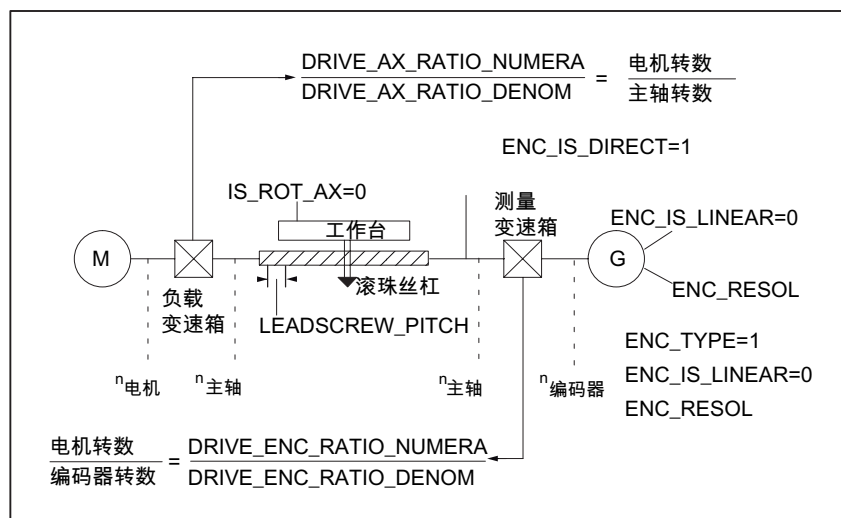 DRIVE_AX_RATIO_NUMERA
DRIVE_AX_RATIO_DENOM
=
电机转数
主轴转数
ENC_IS_DIRECT=1
IS_ROT_AX=0
工作台
测量
变速箱
ENC_IS_LINEAR=0
M
G
滚珠丝杠
ENC_RESOL
负载
变速箱
LEADSCREW_PITCH
ENC_TYPE=1
n电机
n主轴
n主轴
n编码器
ENC_IS_LINEAR=0
ENC_RESOL
电机转数
编码器转数
=
DRIVE_ENC_RATIO_NUMERA
DRIVE_ENC_RATIO_DENOM